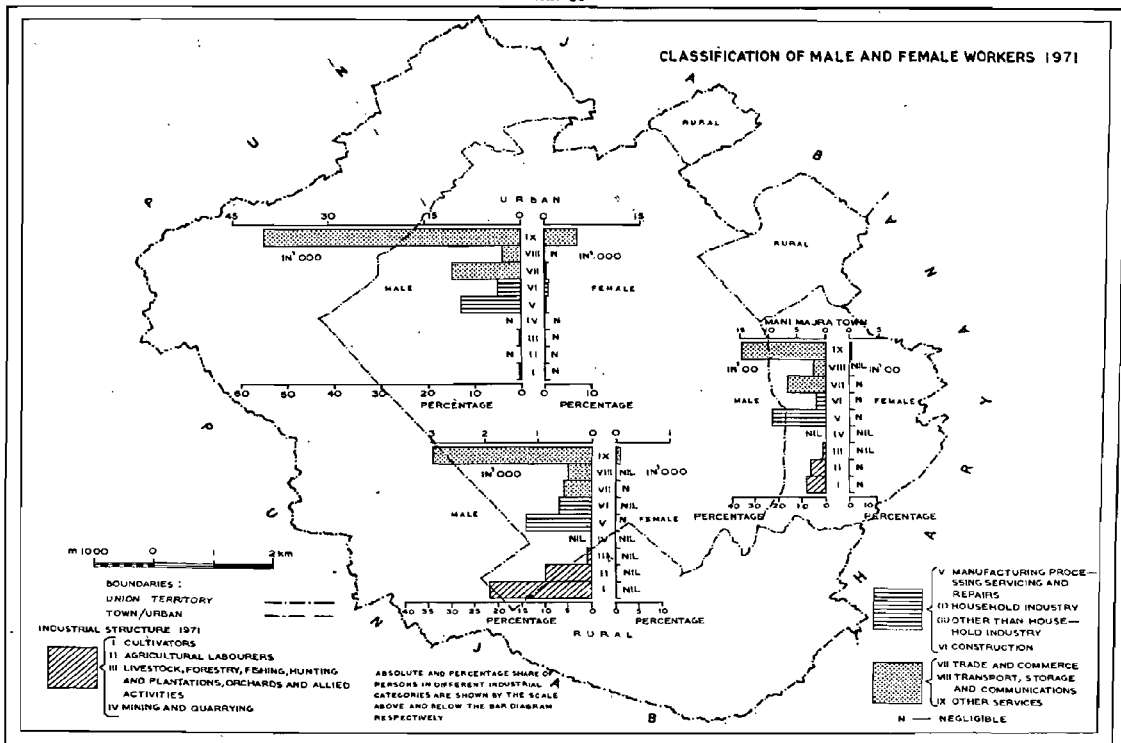 CLASSIFICATION OF MALE AND FEMALE WORKERS 1971
P U N J A B
H A R Y A N A
P U N J A B
C
H
RURAL
RURAL
URBAN
45 30 15 0 0 15
IN'000 IN'000
MALE FEMALE
IX
VIII N
VII
VI
V
N IV N
III N
N II N
I N
60 50 40 30 20 10 0 0 10
PERCENTAGE PERCENTAGE
MANI MAJRA TOWN
15 10 5 0 0 5
IN'00 IN'00
MALE FEMALE
IX
VIII NIL
VII N
VI N
V N
NIL IV NIL
III NIL
II N
I N
40 30 20 10 0 0 5 10
PERCENTAGE PERCENTAGE
3 2 1 0 0 1
IN'000 IN'000
MALE FEMALE
IX
VIII NIL
VII N
VI NIL
V N
NIL IV NIL
III NIL
II NIL
I NIL
40 35 30 25 20 15 10 5 0 0 5 10
PERCENTAGE PERCENTAGE
RURAL
m 1000 0 1 2 km
BOUNDARIES :
UNION TERRITORY
TOWN/URBAN
INDUSTRIAL STRUCTURE 1971
I CULTIVATORS
II AGRICULTURAL LABOURERS
III LIVESTOCK, FORESTRY, FISHING, HUNTING
AND PLANTATIONS, ORCHARDS AND ALLIED
ACTIVITIES
IV MINING AND QUARRYING
ABSOLUTE AND PERCENTAGE SHARE OF
PERSONS IN DIFFERENT INDUSTRIAL
CATEGORIES ARE SHOWN BY THE SCALE
ABOVE AND BELOW THE BAR DIAGRAM
RESPECTIVELY
V MANUFACTURING PROCE-
SSING SERVICING AND
REPAIRS
(I) HOUSEHOLD INDUSTRY
(II) OTHER THAN HOUSE-
HOLD INDUSTRY
VI CONSTRUCTION
VII TRADE AND COMMERCE
VIII TRANSPORT, STORAGE
AND COMMUNICATIONS
IX OTHER SERVICES
N — NEGLIGIBLE